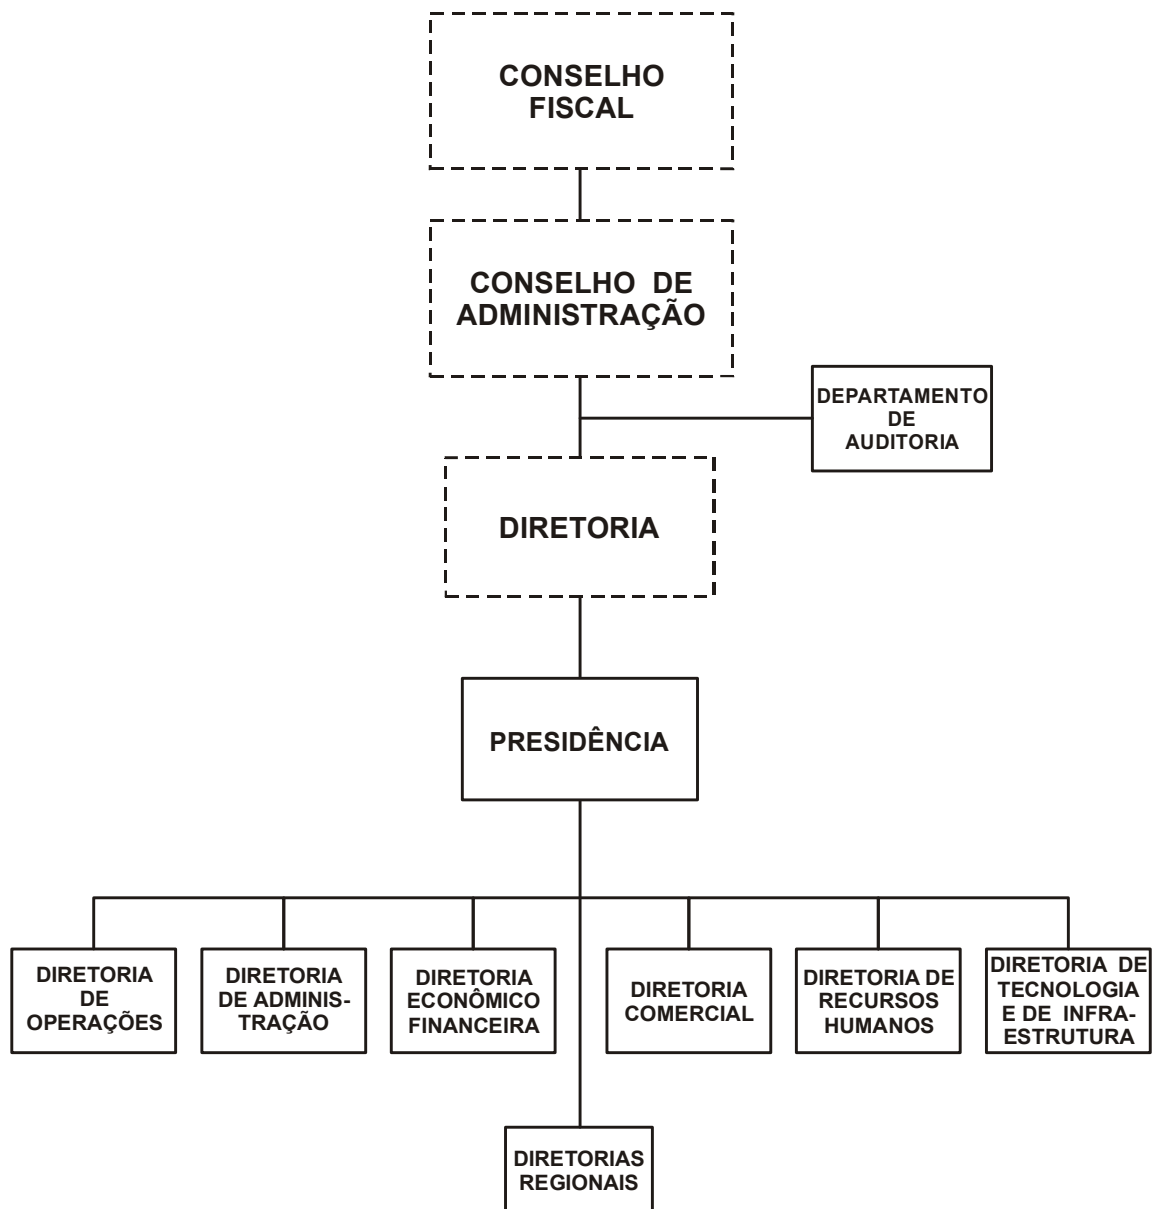 CONSELHO
FISCAL
CONSELHO DE
ADMINISTRAÇÃO
DEPARTAMENTO
DE
AUDITORIA
DIRETORIA
PRESIDÊNCIA
DIRETORIA
DE
OPERAÇÕES
DIRETORIA
DE ADMINIS-
TRAÇÃO
DIRETORIA
ECONÔMICO
FINANCEIRA
DIRETORIA
COMERCIAL
DIRETORIA DE
RECURSOS
HUMANOS
DIRETORIA DE
TECNOLOGIA
E DE INFRA-
ESTRUTURA
DIRETORIAS
REGIONAIS